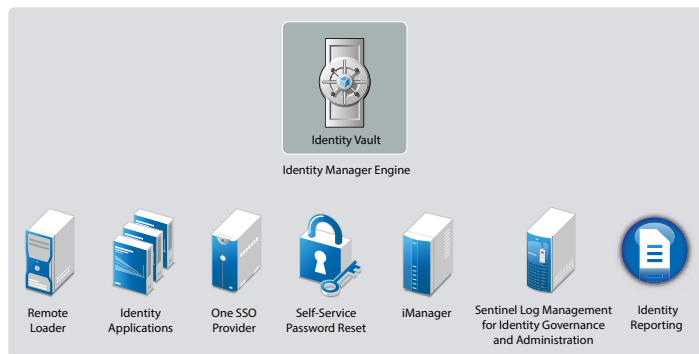 Identity Vault
Identity Manager Engine
Remote
Loader
Identity
Applications
One SSO
Provider
Self-Service
Password Reset
iManager
Sentinel Log Management
for Identity Governance
and Administration
Identity
Reporting